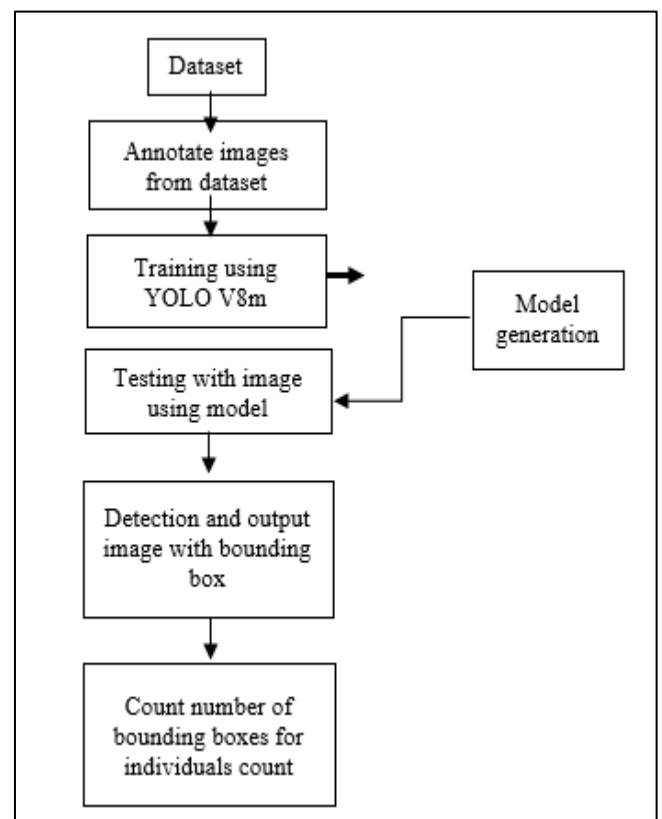 Dataset
Annotate images
from dataset
Training using
YOLO V8m
Model
generation
Testing with image
using model
Detection and output
image with bounding
box
Count number of
bounding boxes for
individuals count